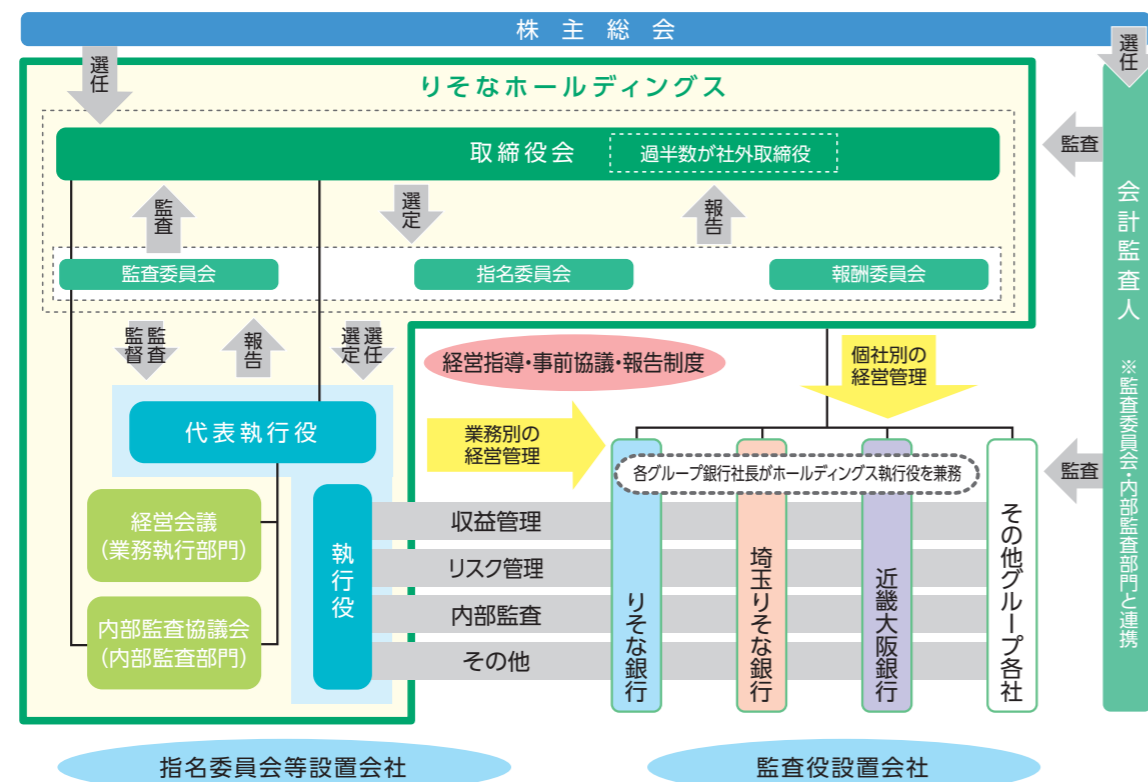 株主総会
選任
選任
りそなホールディングス
取締役会
過半数が社外取締役
監査
監査
選定
報告
監査委員会
指名委員会
報酬委員会
会計監査人
※監査委員会・内部監査部門と連携
監督
監査
報告
選定
選任
経営指導・事前協議・報告制度
個社別の
経営管理
代表執行役
業務別の
経営管理
各グループ銀行社長がホールディングス執行役を兼務
監査
経営会議
(業務執行部門)
内部監査協議会
(内部監査部門)
執行役
収益管理
リスク管理
内部監査
その他
りそな銀行
埼玉りそな銀行
近畿大阪銀行
その他グループ各社
指名委員会等設置会社
監査役設置会社